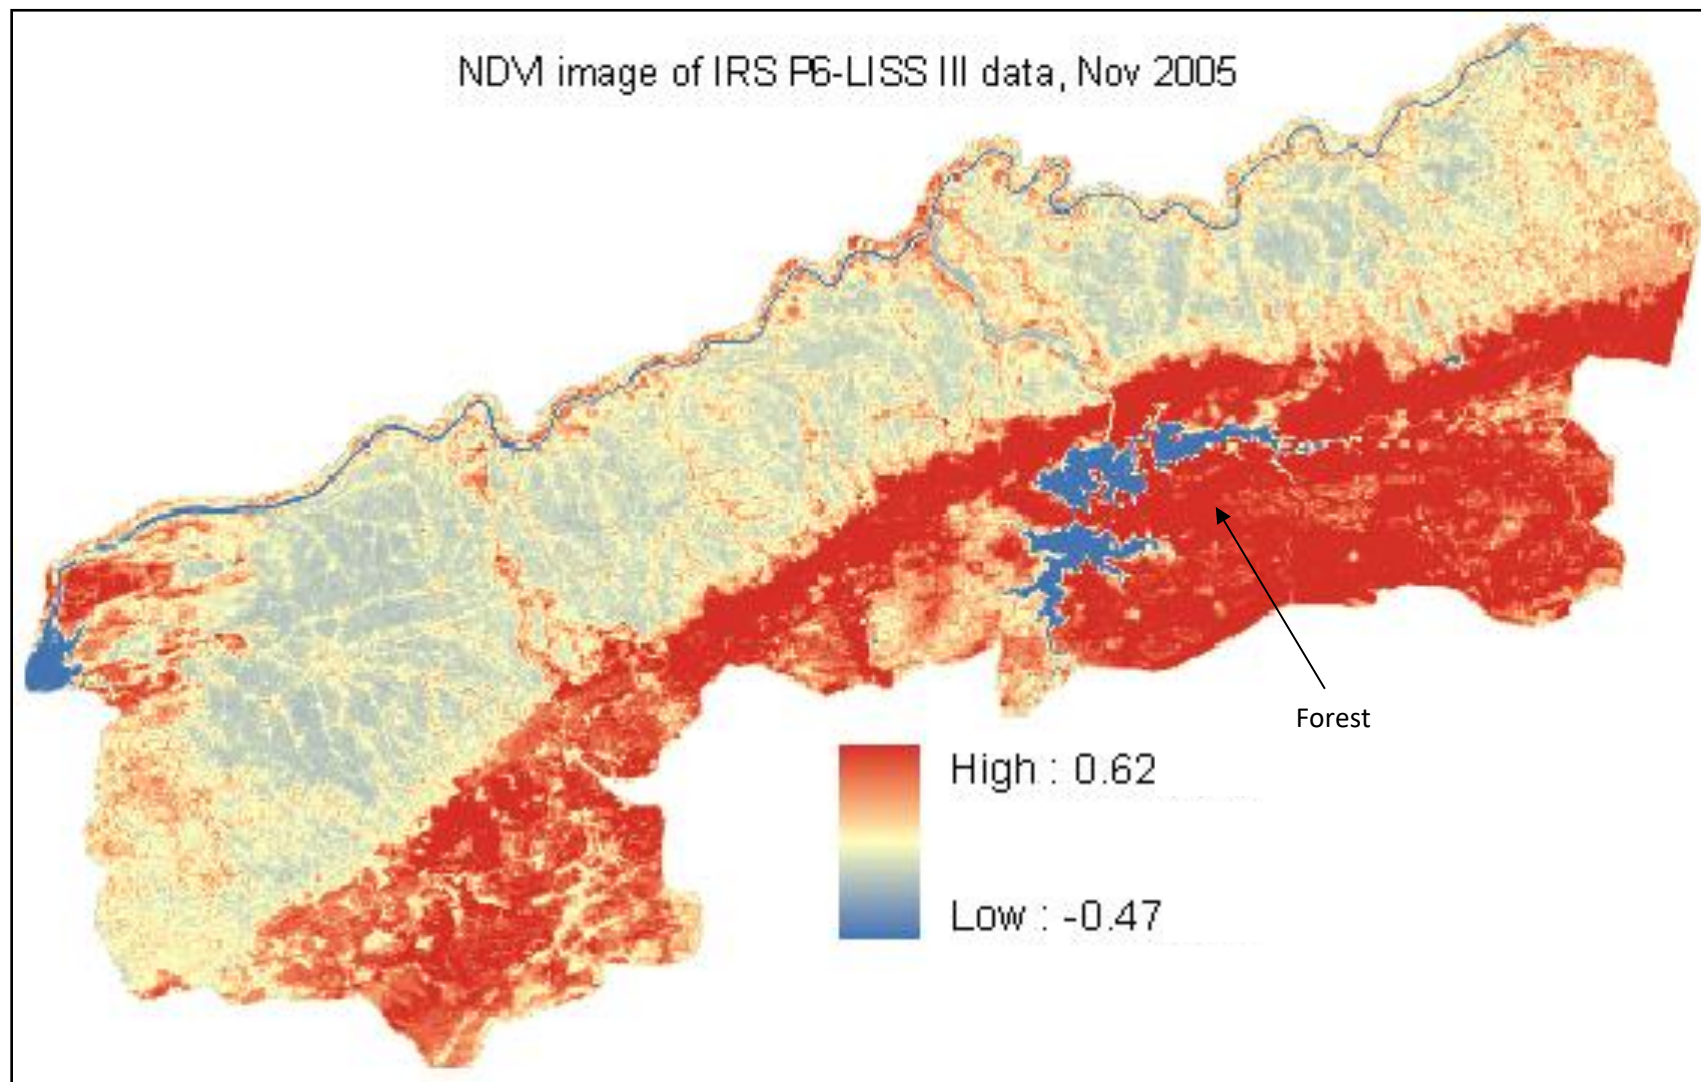 NDVI image of IRS P6-LISS III data, Nov 2005
Forest
High : 0.62
Low : -0.47